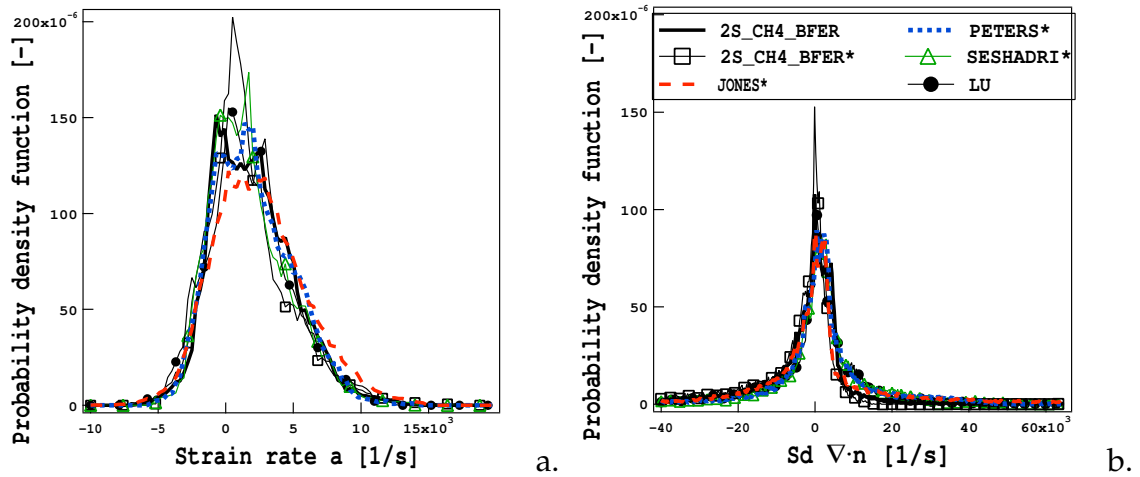 200x10-6
150
100
50
0
Probability density function [-]
-10
-5
0
5
10
15x103
Strain rate a [1/s]
a.
200x10-6
150
100
50
0
Probability density function [-]
2S_CH4_BFER
2S_CH4_BFER*
JONES*
PETERS*
SESHADRI*
LU
-40
-20
0
20
40
60x103
Sd ∇·n [1/s]
b.